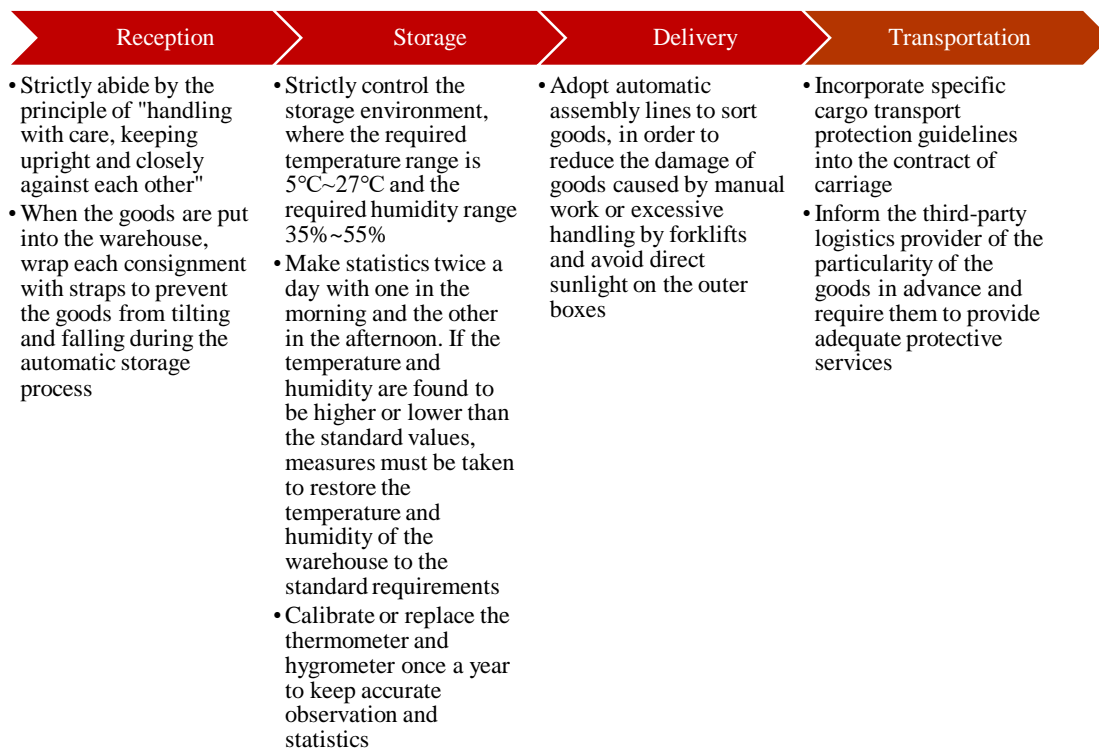 Reception
Storage
Delivery
Transportation
• Strictly abide by the
principle of "handling
with care, keeping
upright and closely
against each other"
• When the goods are put
into the warehouse,
wrap each consignment
with straps to prevent
the goods from tilting
and falling during the
automatic storage
process
• Strictly control the
storage environment,
where the required
temperature range is
5℃~27℃ and the
required humidity range
35%~55%
• Make statistics twice a
day with one in the
morning and the other
in the afternoon. If the
temperature and
humidity are found to
be higher or lower than
the standard values,
measures must be taken
to restore the
temperature and
humidity of the
warehouse to the
standard requirements
• Calibrate or replace the
thermometer and
hygrometer once a year
to keep accurate
observation and
statistics
• Adopt automatic
assembly lines to sort
goods, in order to
reduce the damage of
goods caused by manual
work or excessive
handling by forklifts
and avoid direct
sunlight on the outer
boxes
• Incorporate specific
cargo transport
protection guidelines
into the contract of
carriage
• Inform the third-party
logistics provider of the
particularity of the
goods in advance and
require them to provide
adequate protective
services